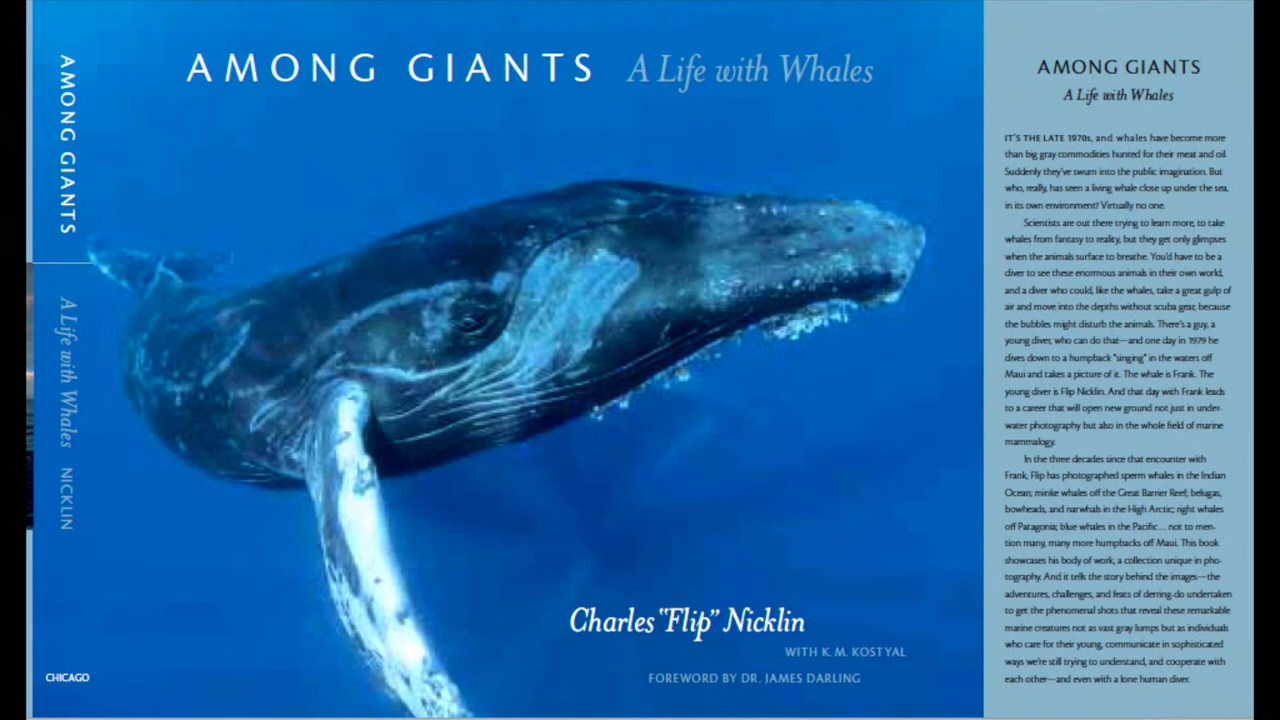 AMONG GIANTS
A Life with Whales
NICKLIN
CHICAGO
AMONG GIANTS A Life with Whales
Charles "Flip" Nicklin
WITH K. M. KOSTYAL
FOREWORD BY DR. JAMES DARLING
AMONG GIANTS
A Life with Whales
IT'S THE LATE 1970s, and whales have become more
than big gray commodities hunted for their meat and oil.
Suddenly they've swum into the public imagination. But
who, really, has seen a living whale close up under the sea,
in its own environment? Virtually no one.
Scientists are out there trying to learn more, to take
whales from fantasy to reality, but they get only glimpses
when the animals surface to breathe. You'd have to be a
diver to see these enormous animals in their own world,
and a diver who could, like the whales, take a great gulp of
air and move into the depths without scuba gear, because
the bubbles might disturb the animals. There's a guy, a
young diver, who can do that—and one day in 1979 he
dives down to a humpback "singing" in the waters off
Maui and takes a picture of it. The whale is Frank. The
young diver is Flip Nicklin. And that day with Frank leads
to a career that will open new ground not just in under-
water photography but also in the whole field of marine
mammalogy.
In the three decades since that encounter with
Frank, Flip has photographed sperm whales in the Indian
Ocean; minke whales off the Great Barrier Reef; belugas,
bowheads, and narwhals in the High Arctic; right whales
off Patagonia; blue whales in the Pacific... not to men-
tion many, many more humpbacks off Maui. This book
showcases his body of work, a collection unique in pho-
tography. And it tells the story behind the images—the
adventures, challenges, and feats of derring-do undertaken
to get the phenomenal shots that reveal these remarkable
marine creatures not as vast gray lumps but as individuals
who care for their young, communicate in sophisticated
ways we're still trying to understand, and cooperate with
each other—and even with a lone human diver.